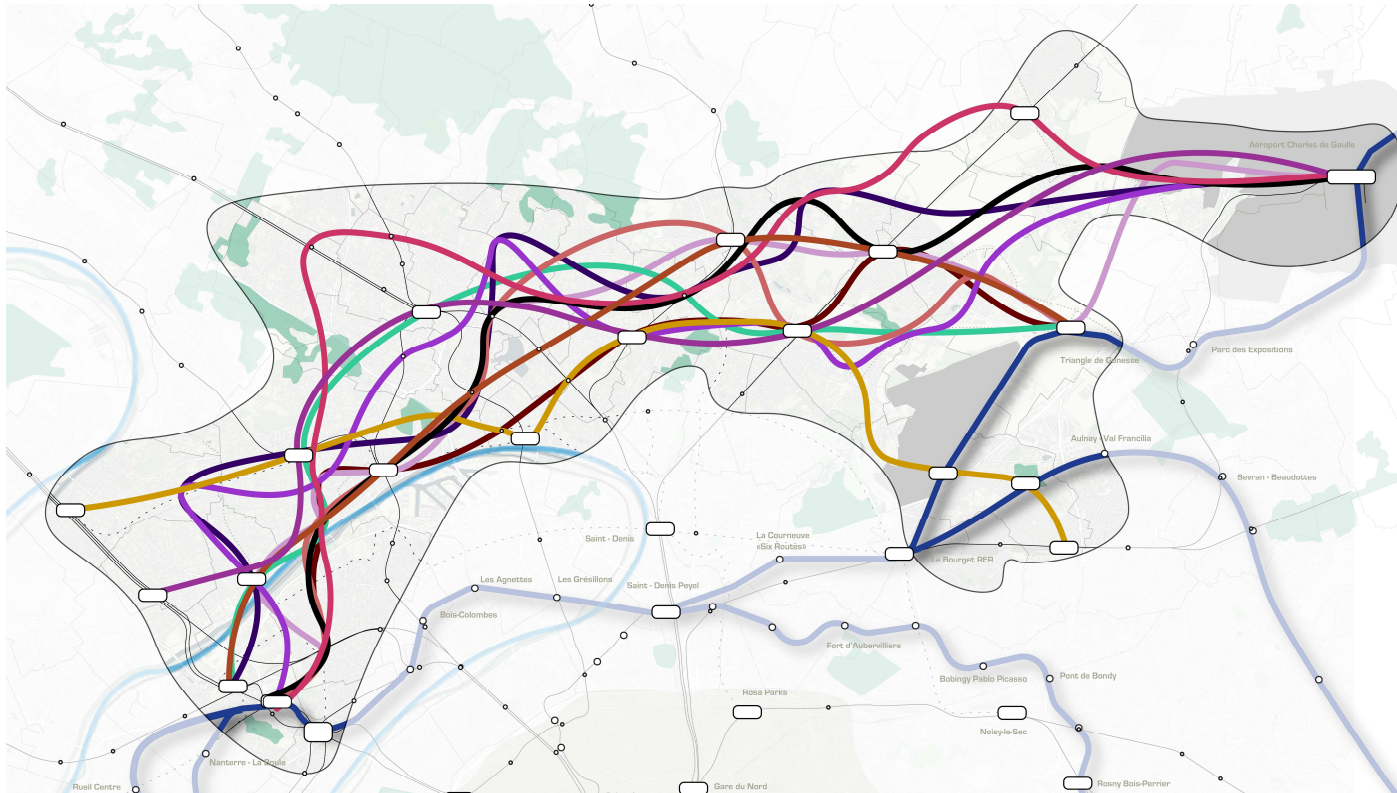 Aéroport Charles de Gaulle
Parc des Expositions
Triangle de Gonesse
Aulnay - Val Francilia
Sevran - Beaudottes
Saint - Denis
La Courneuve
«Six Routes»
Le Bourget RER
Les Agnettes
Les Grésillons
Saint - Denis Pleyel
Bois-Colombes
Fort d'Aubervilliers
Bobingy Pablo Picasso
Pont de Bondy
Rosa Parks
Noisy-le-Sec
Nanterre - La Boule
Rueil Centre
Gare du Nord
Rosny Bois-Perrier